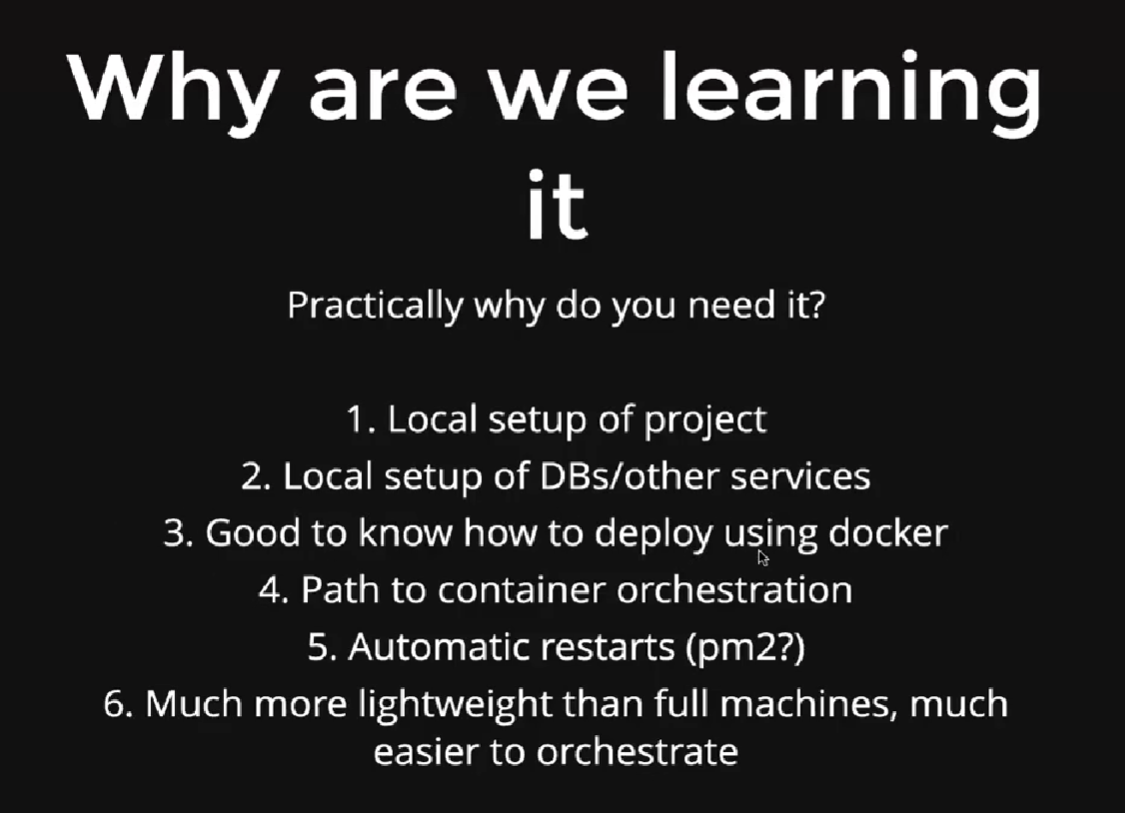 Why are we learning
it
Practically why do you need it?
1. Local setup of project
2. Local setup of DBs/other services
3. Good to know how to deploy using docker
4. Path to container orchestration
5. Automatic restarts (pm2?)
6. Much more lightweight than full machines, much
easier to orchestrate